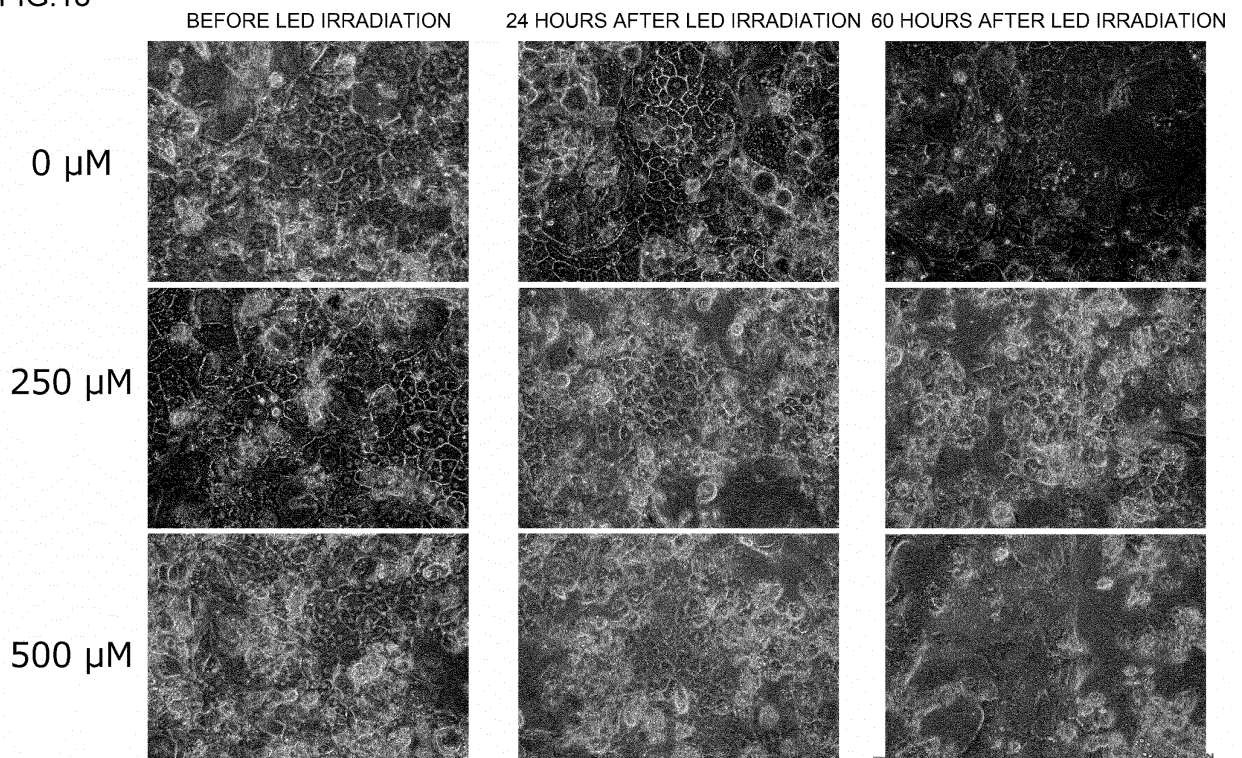 BEFORE LED IRRADIATION 24 HOURS AFTER LED IRRADIATION 60 HOURS AFTER LED IRRADIATION
0 µM
250 µM
500 µM